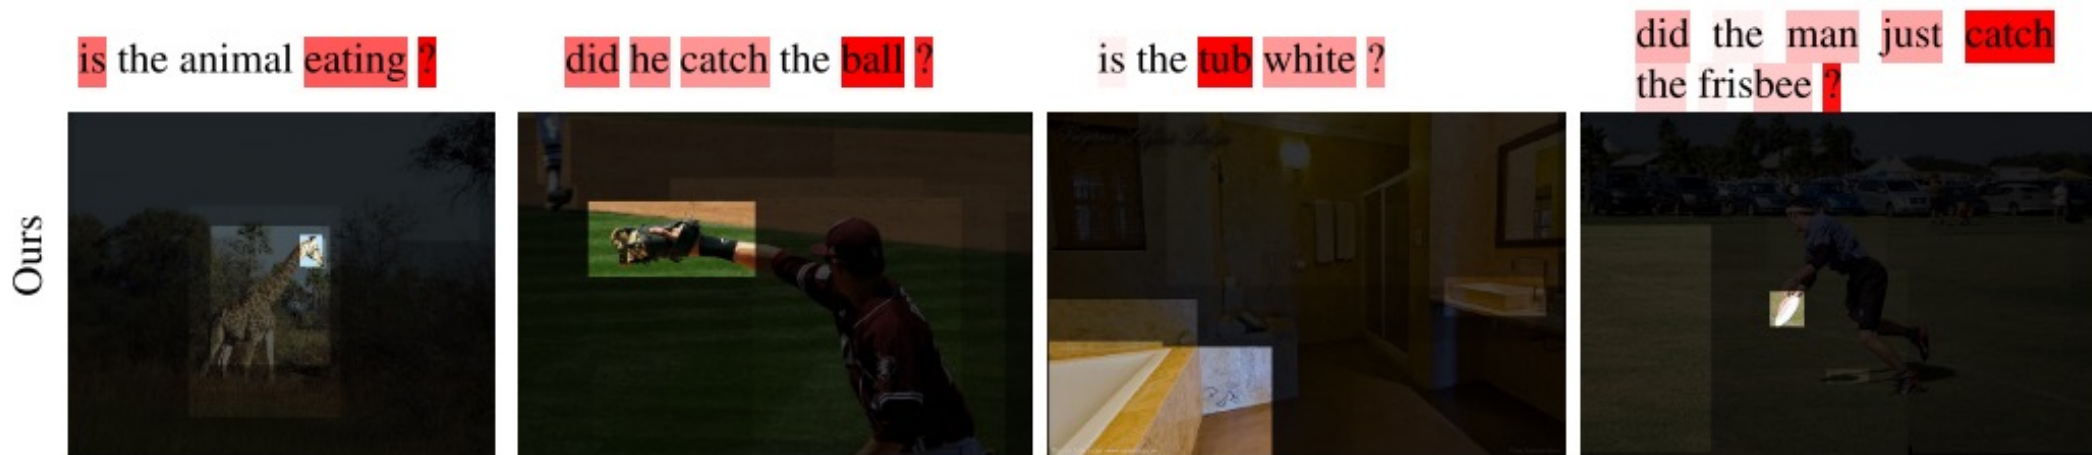 is the animal eating ?
did he catch the ball ?
is the tub white ?
did the man just catch
the frisbee ?
Ours